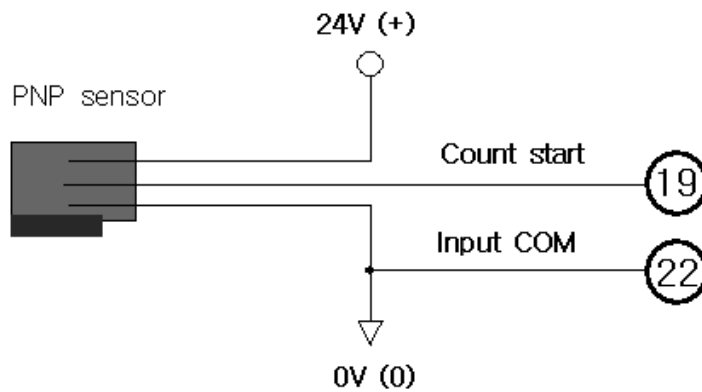 24V (+)
PNP sensor
Count start
19
Input COM
22
0V (0)